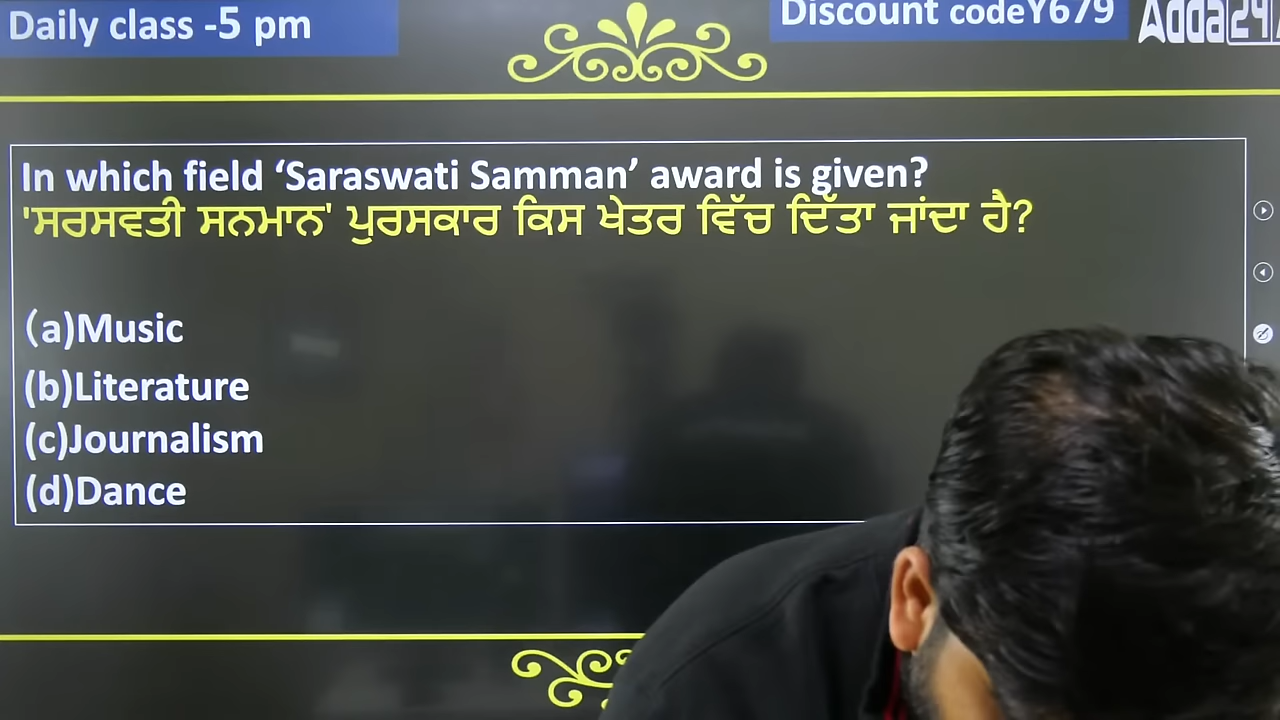 Daily class -5 pm
Discount codeY679
Adda24
In which field ‘Saraswati Samman’ award is given?
'ਸਰਸਵਤੀ ਸਨਮਾਨ' ਪੁਰਸਕਾਰ ਕਿਸ ਖੇਤਰ ਵਿੱਚ ਦਿੱਤਾ ਜਾਂਦਾ ਹੈ?
(a)Music
(b)Literature
(c)Journalism
(d)Dance